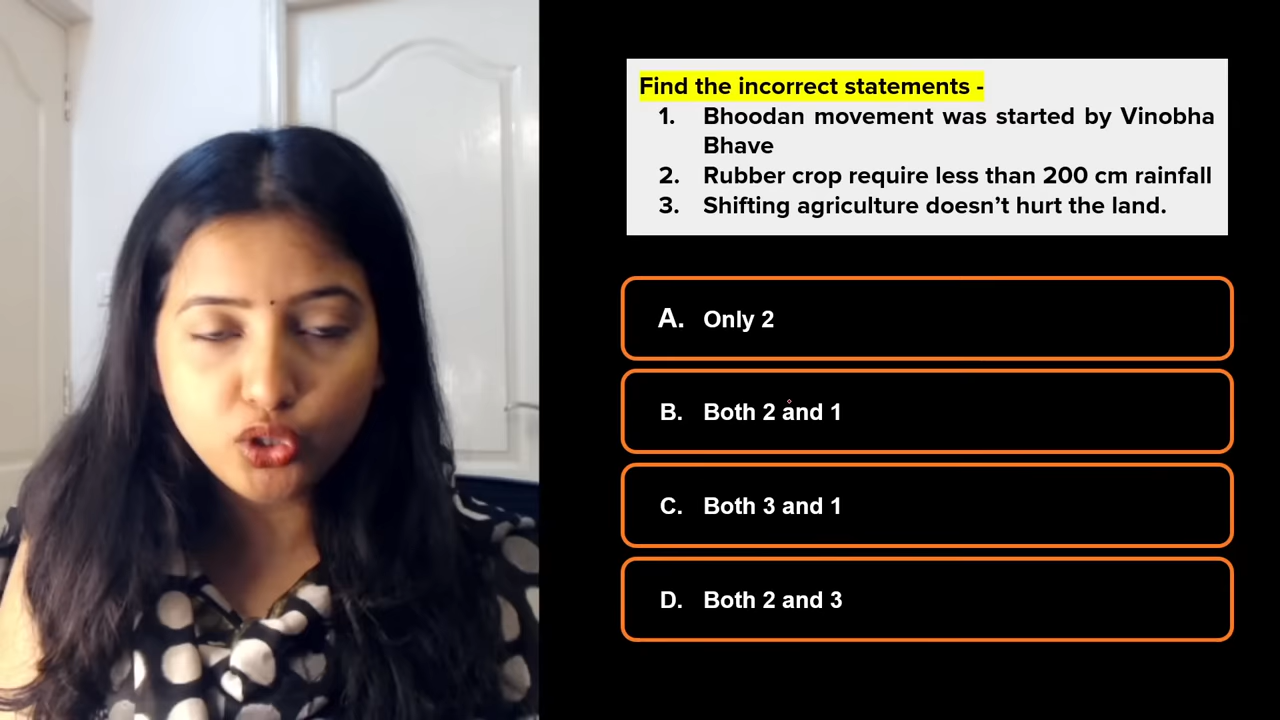 Find the incorrect statements -
1. Bhoodan movement was started by Vinobha
Bhave
2. Rubber crop require less than 200 cm rainfall
3. Shifting agriculture doesn’t hurt the land.
A. Only 2
B. Both 2 and 1
C. Both 3 and 1
D. Both 2 and 3